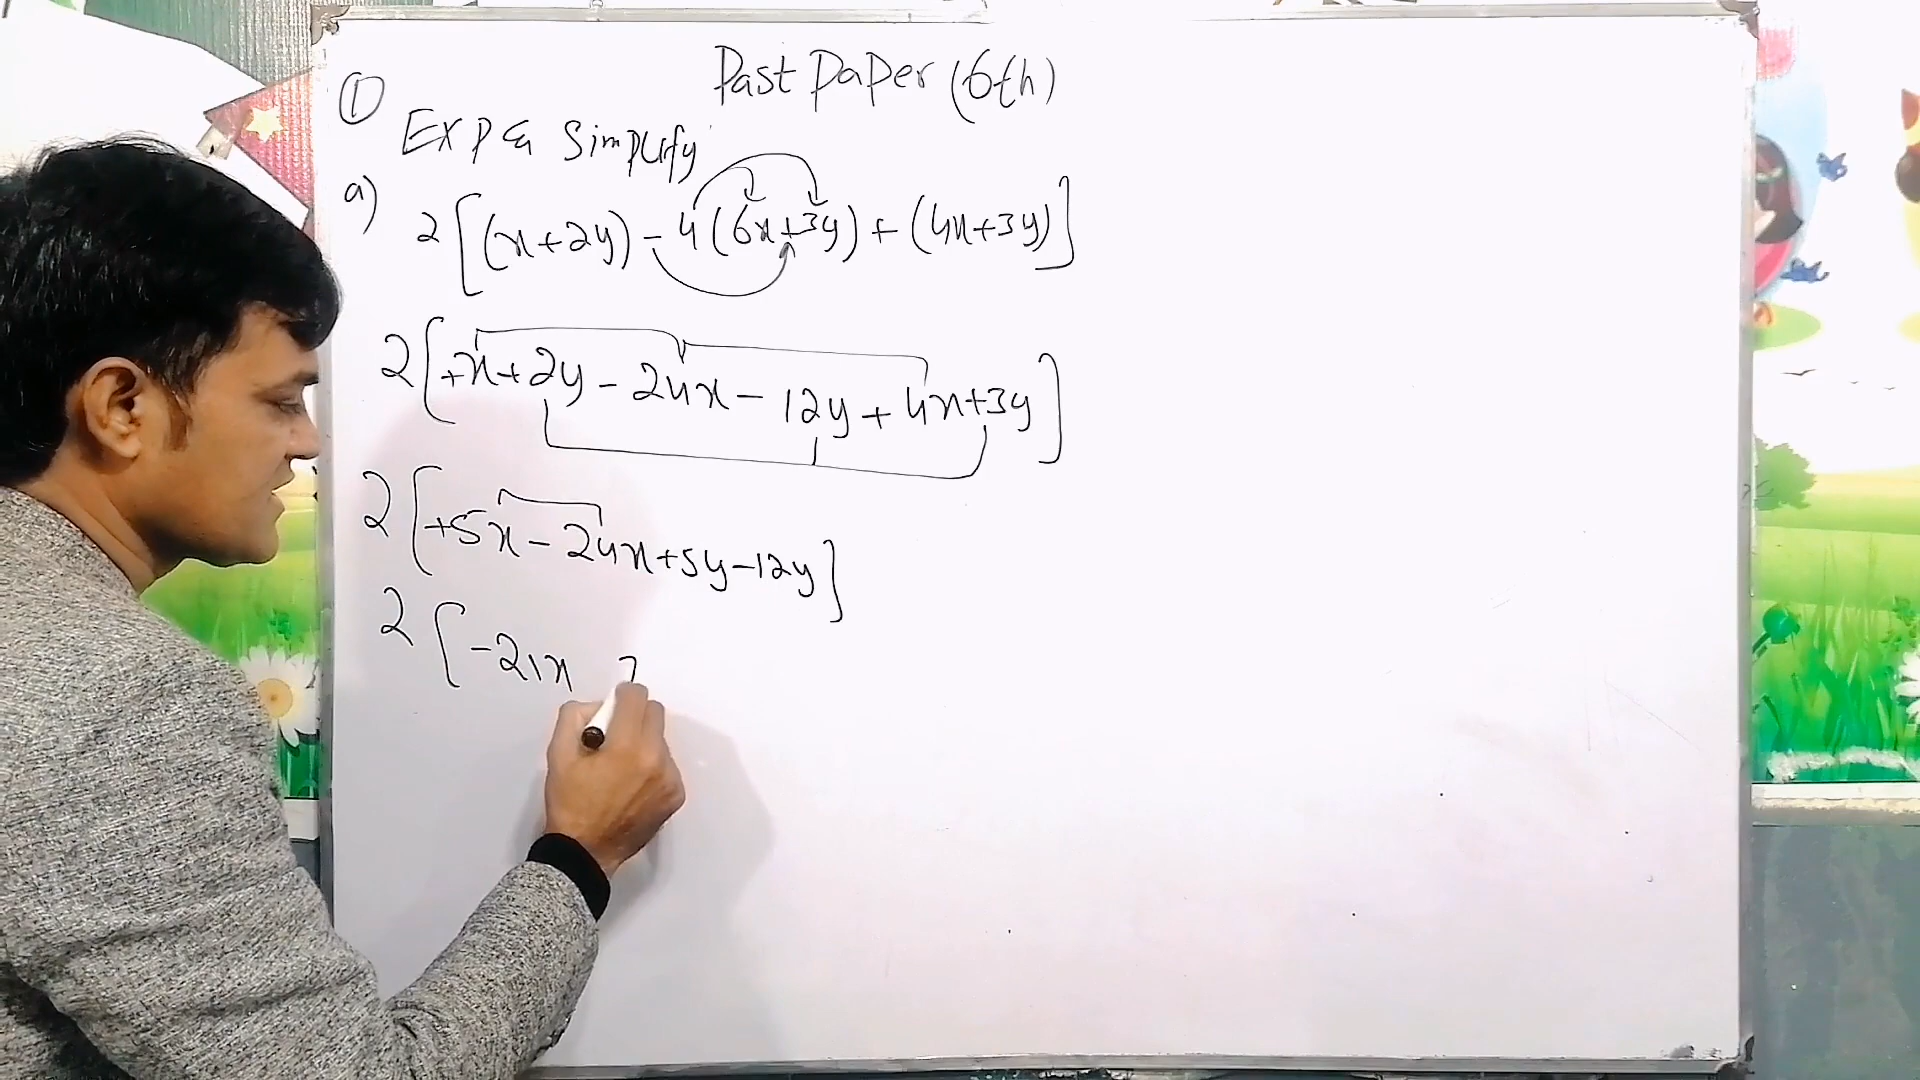 Past Paper (6th)
①
Exp & Simplify
a) 2[(x+2y)-4(6x+3y)+(4x+3y)]
2[+x+2y-24x-12y+4x+3y]
2[+5x-24x+5y-12y]
2[-21x